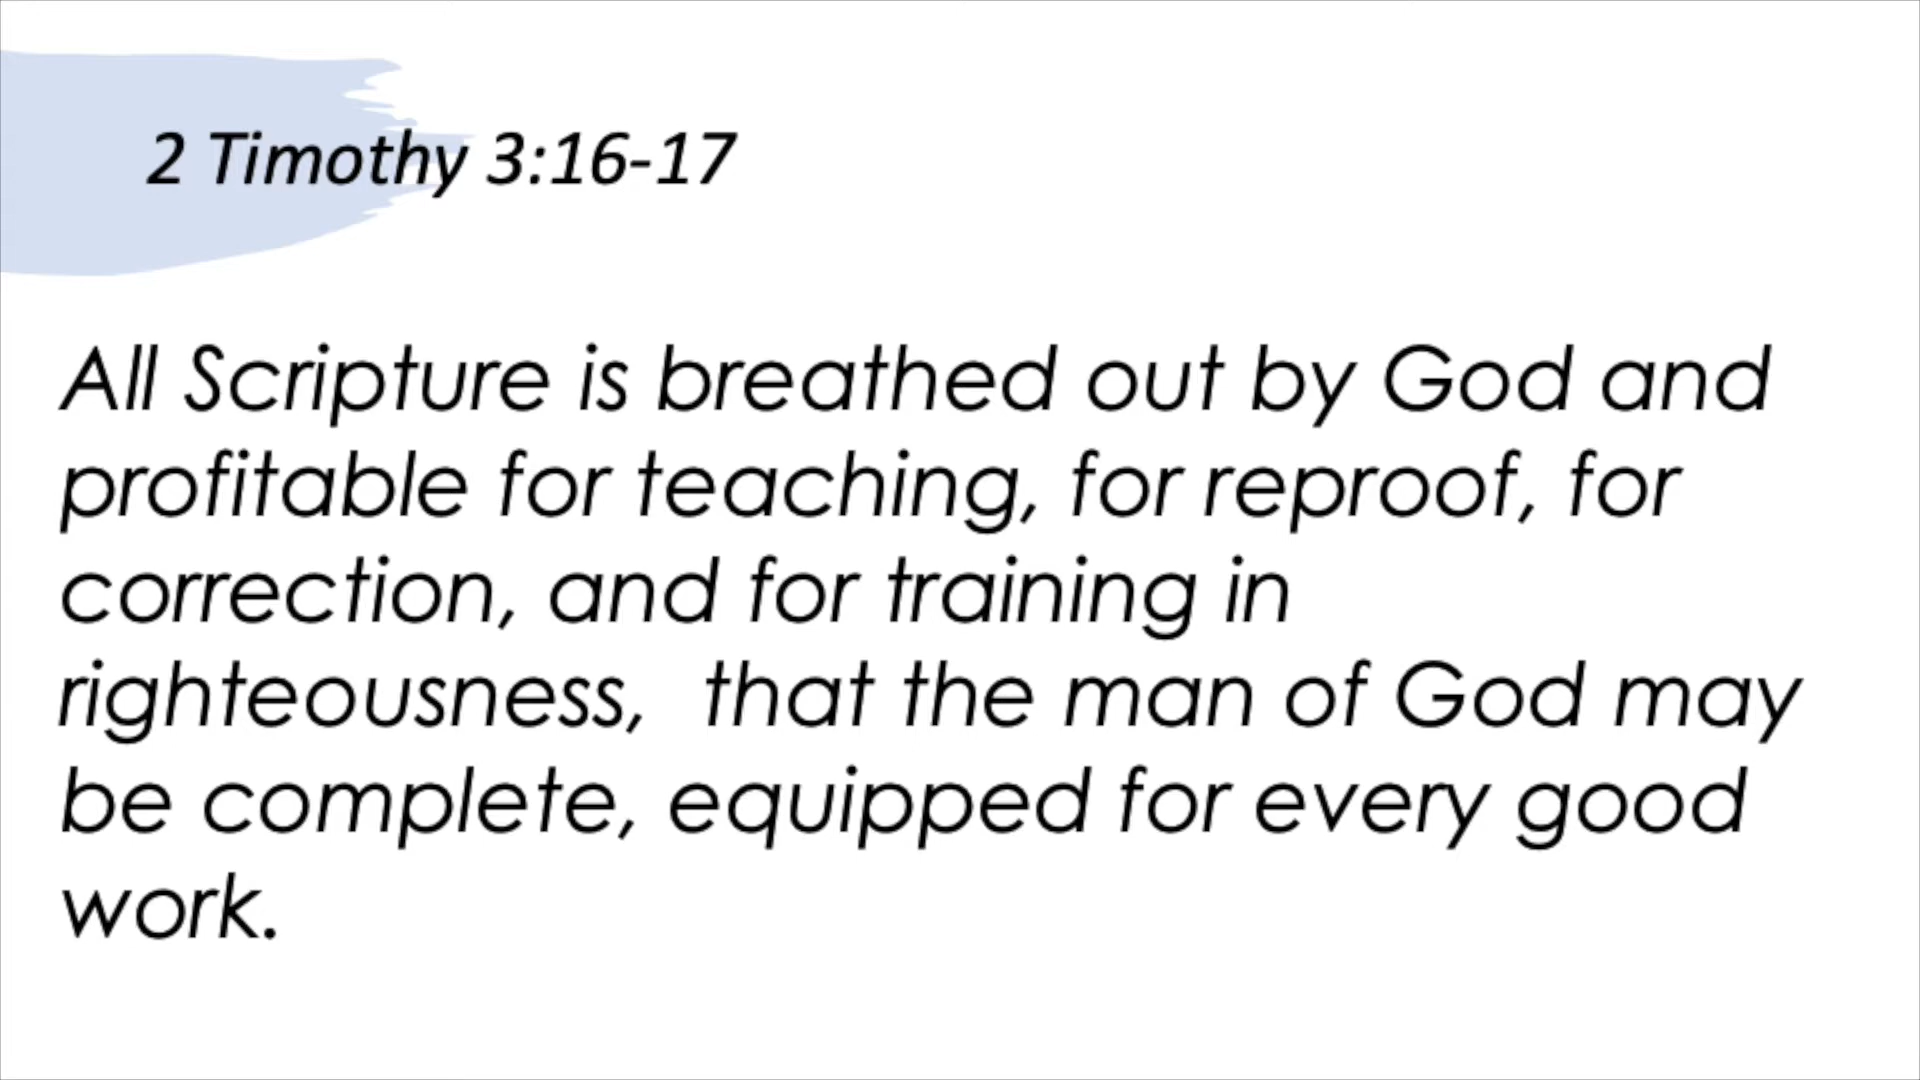 2 Timothy 3:16-17
All Scripture is breathed out by God and
profitable for teaching, for reproof, for
correction, and for training in
righteousness,  that the man of God may
be complete, equipped for every good
work.